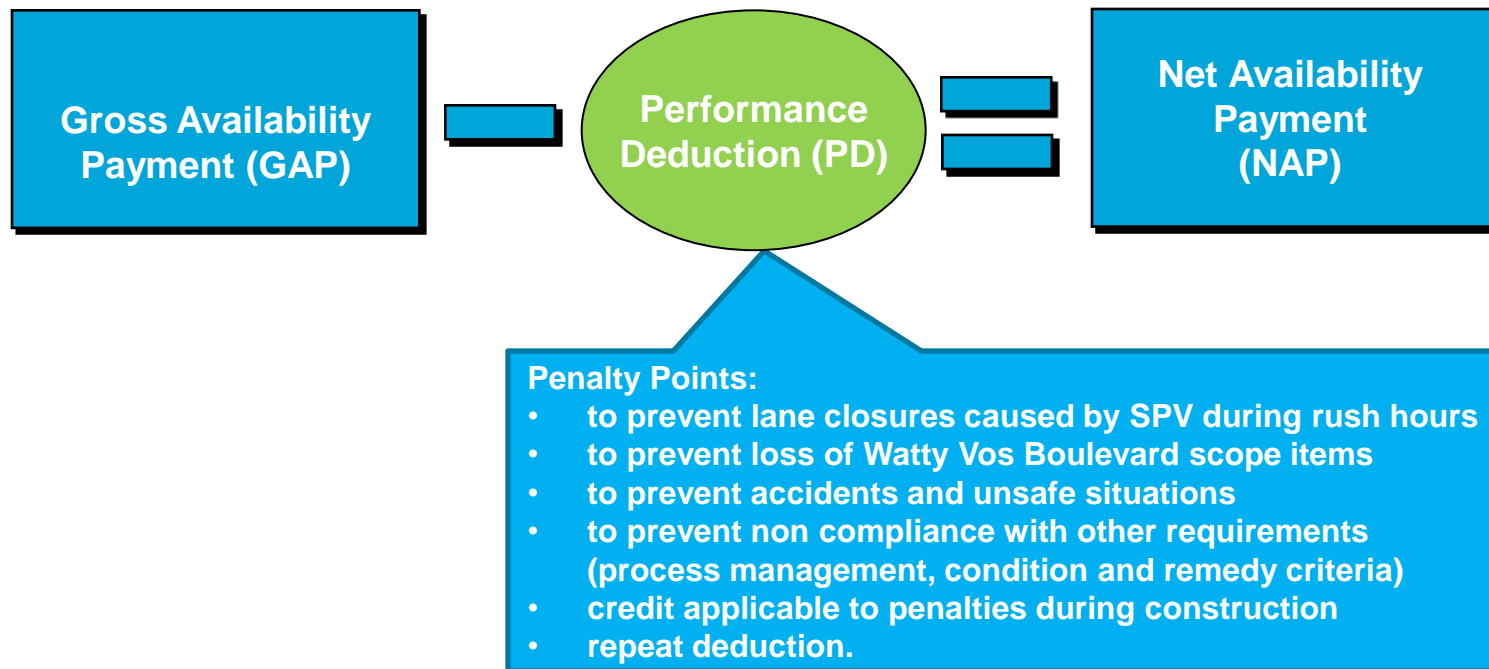 Gross Availability
Payment (GAP)
Performance
Deduction (PD)
Net Availability
Payment
(NAP)
Penalty Points:
• to prevent lane closures caused by SPV during rush hours
• to prevent loss of Watty Vos Boulevard scope items
• to prevent accidents and unsafe situations
• to prevent non compliance with other requirements
(process management, condition and remedy criteria)
• credit applicable to penalties during construction
• repeat deduction.